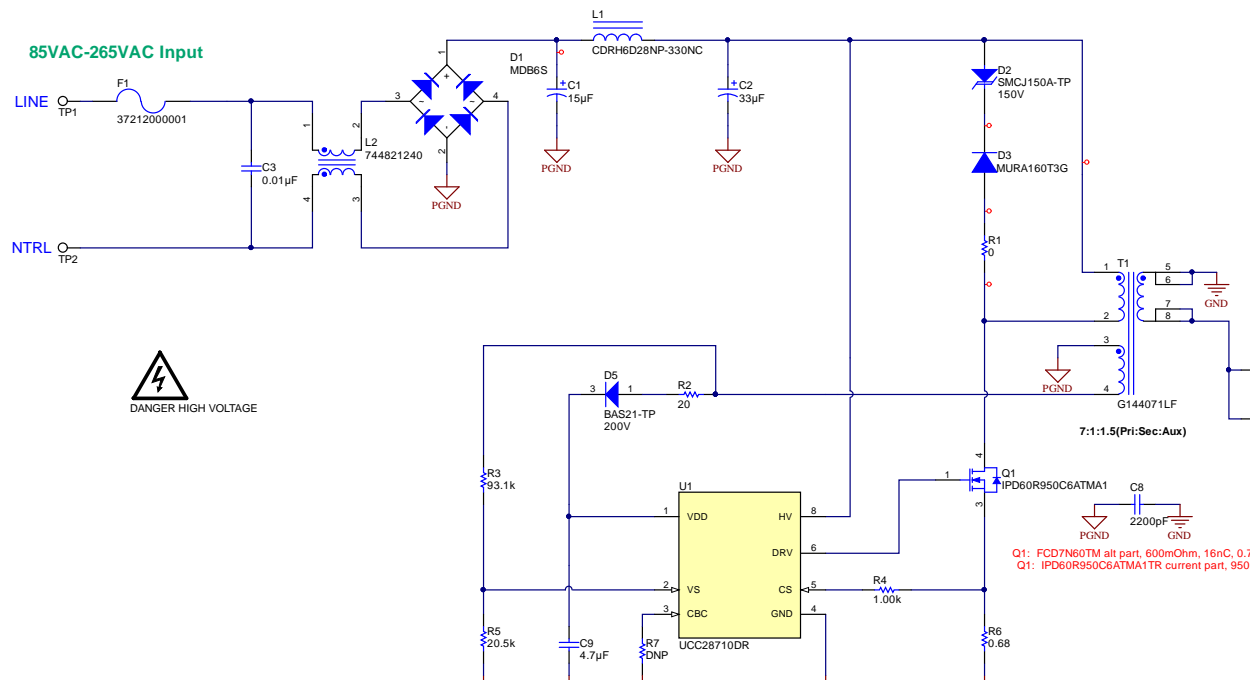 85VAC-265VAC Input
LINE
TP1
F1
37212000001
1
2
L2
744821240
4
3
C3
0.01µF
NTRL
TP2
D1
MDB6S
1
2
3
4
+
~
~
-
PGND
C1
15µF
+
PGND
L1
CDRH6D28NP-330NC
C2
33µF
+
PGND
D2
SMCJ150A-TP
150V
D3
MURA160T3G
R1
0
T1
1
2
3
4
5
6
7
8
GND
PGND
G144071LF
7:1:1.5(Pri:Sec:Aux)
DANGER HIGH VOLTAGE
D5
3
1
BAS21-TP
200V
R2
20
R3
93.1k
U1
1
VDD
HV
8
DRV
6
2
VS
CS
5
3
CBC
GND
4
UCC28710DR
R4
1.00k
Q1
IPD60R950C6ATMA1
4
1
3
C8
2200pF
PGND
GND
Q1: FCD7N60TM alt part, 600mOhm, 16nC, 0.7
Q1: IPD60R950C6ATMA1TR current part, 950
R5
20.5k
C9
4.7µF
R7
DNP
R6
0.68